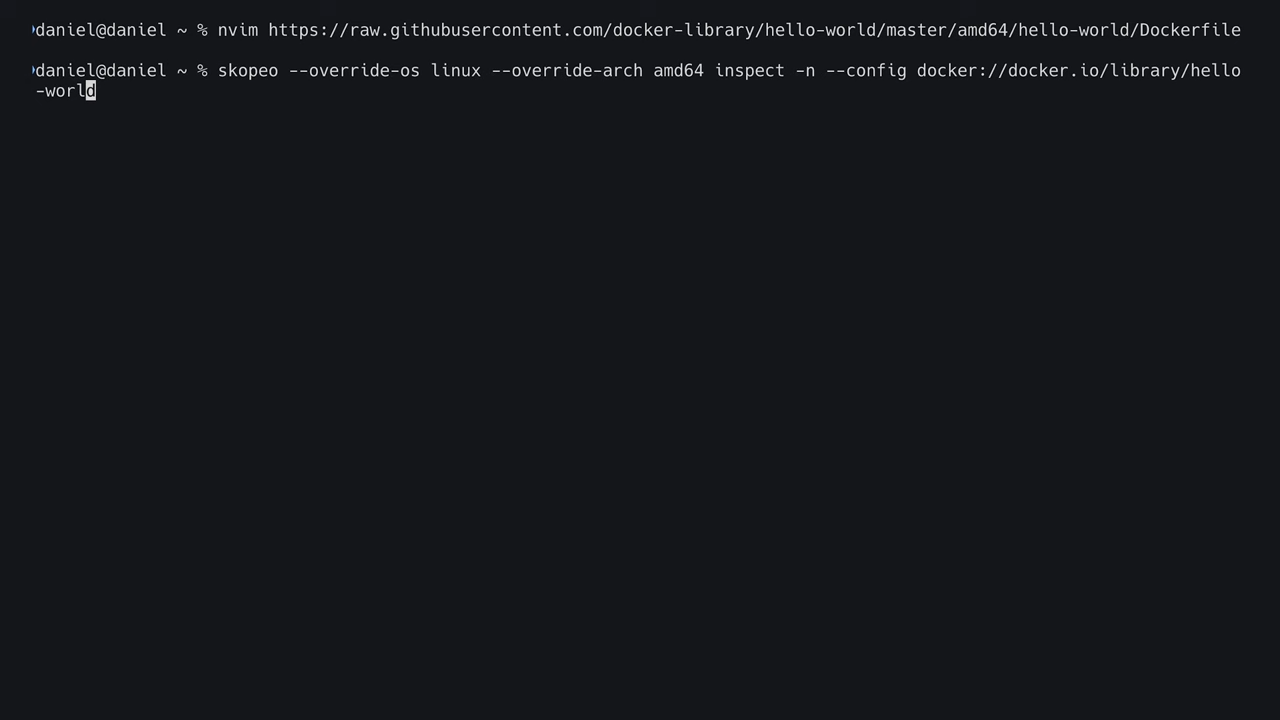 daniel@daniel ~ % nvim https://raw.githubusercontent.com/docker-library/hello-world/master/amd64/hello-world/Dockerfile
daniel@daniel ~ % skopeo --override-os linux --override-arch amd64 inspect -n --config docker://docker.io/library/hello
-world